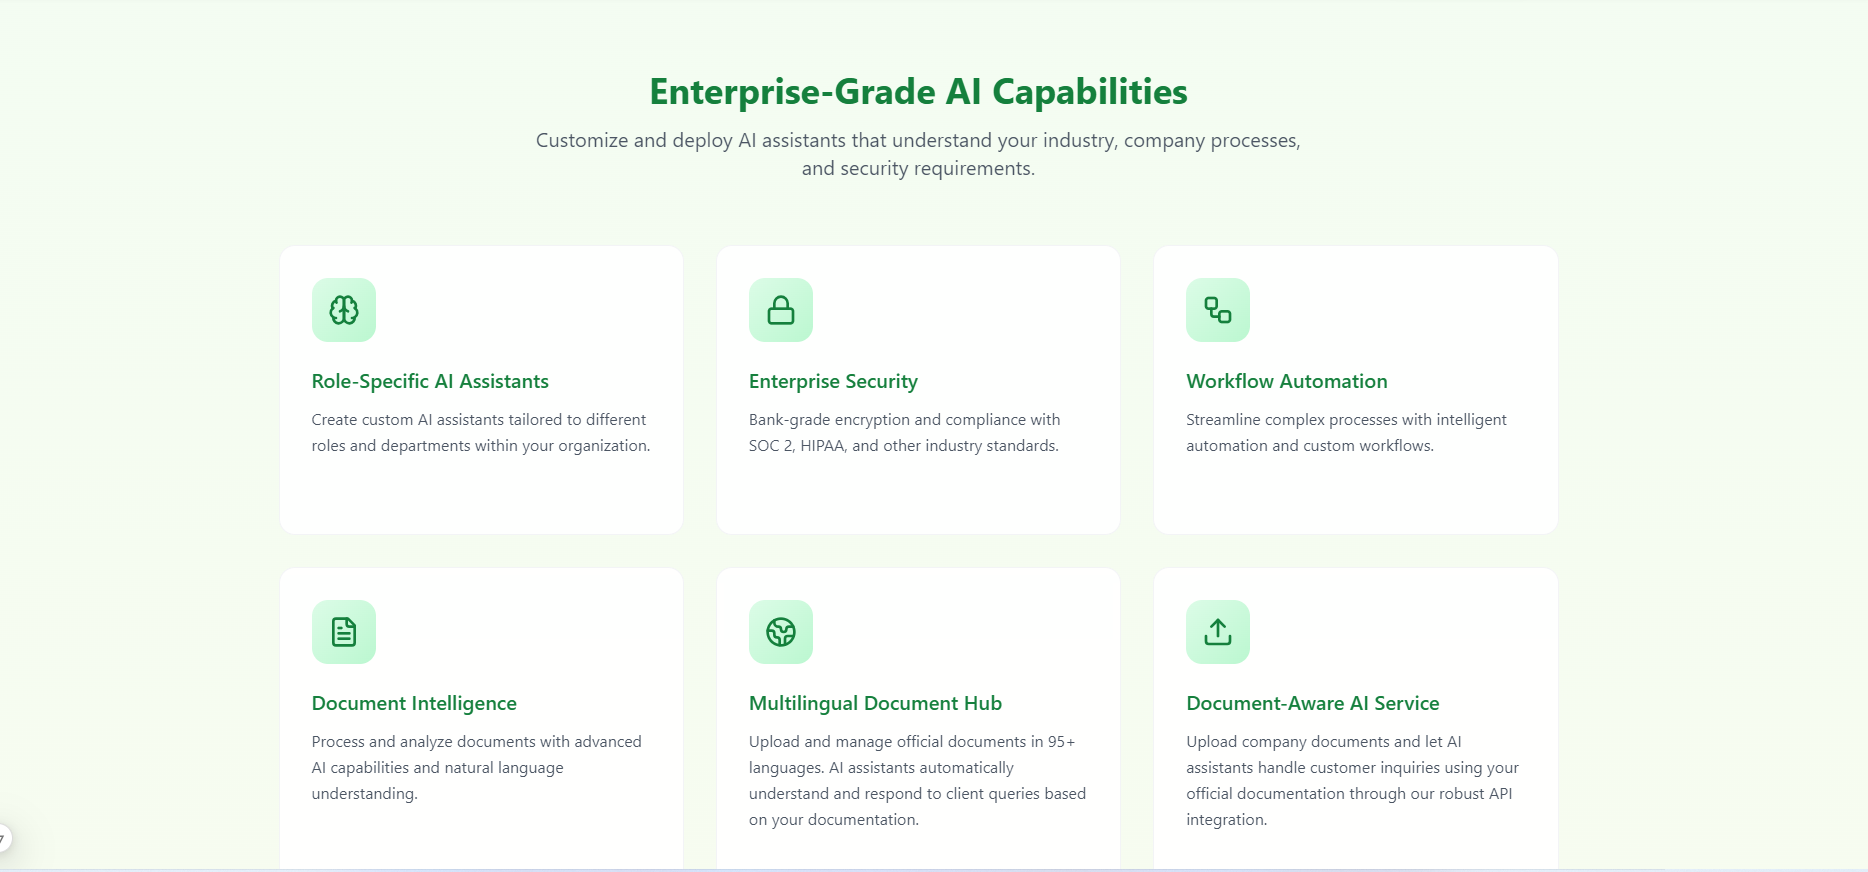 Enterprise-Grade AI Capabilities
Customize and deploy AI assistants that understand your industry, company processes,
and security requirements.
Role-Specific AI Assistants
Create custom AI assistants tailored to different
roles and departments within your organization.
Enterprise Security
Bank-grade encryption and compliance with
SOC 2, HIPAA, and other industry standards.
Workflow Automation
Streamline complex processes with intelligent
automation and custom workflows.
Document Intelligence
Process and analyze documents with advanced
AI capabilities and natural language
understanding.
Multilingual Document Hub
Upload and manage official documents in 95+
languages. AI assistants automatically
understand and respond to client queries based
on your documentation.
Document-Aware AI Service
Upload company documents and let AI
assistants handle customer inquiries using your
official documentation through our robust API
integration.